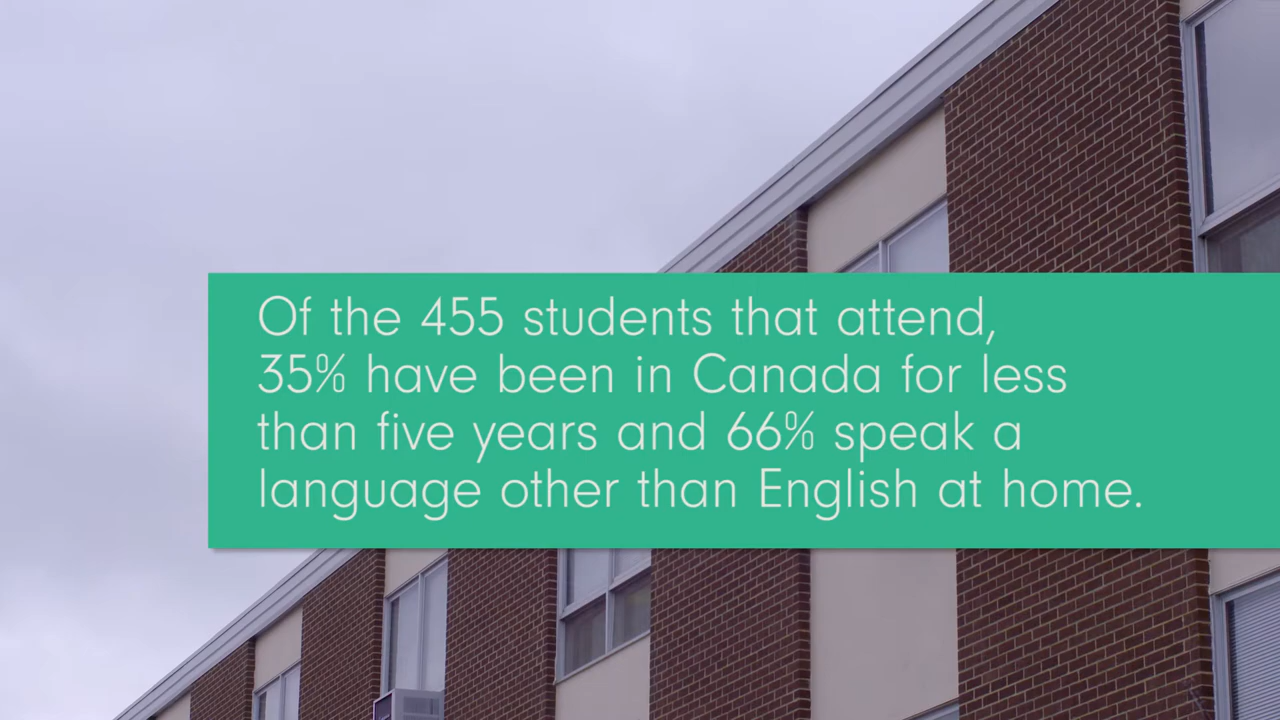 Of the 455 students that attend,
35% have been in Canada for less
than five years and 66% speak a
language other than English at home.